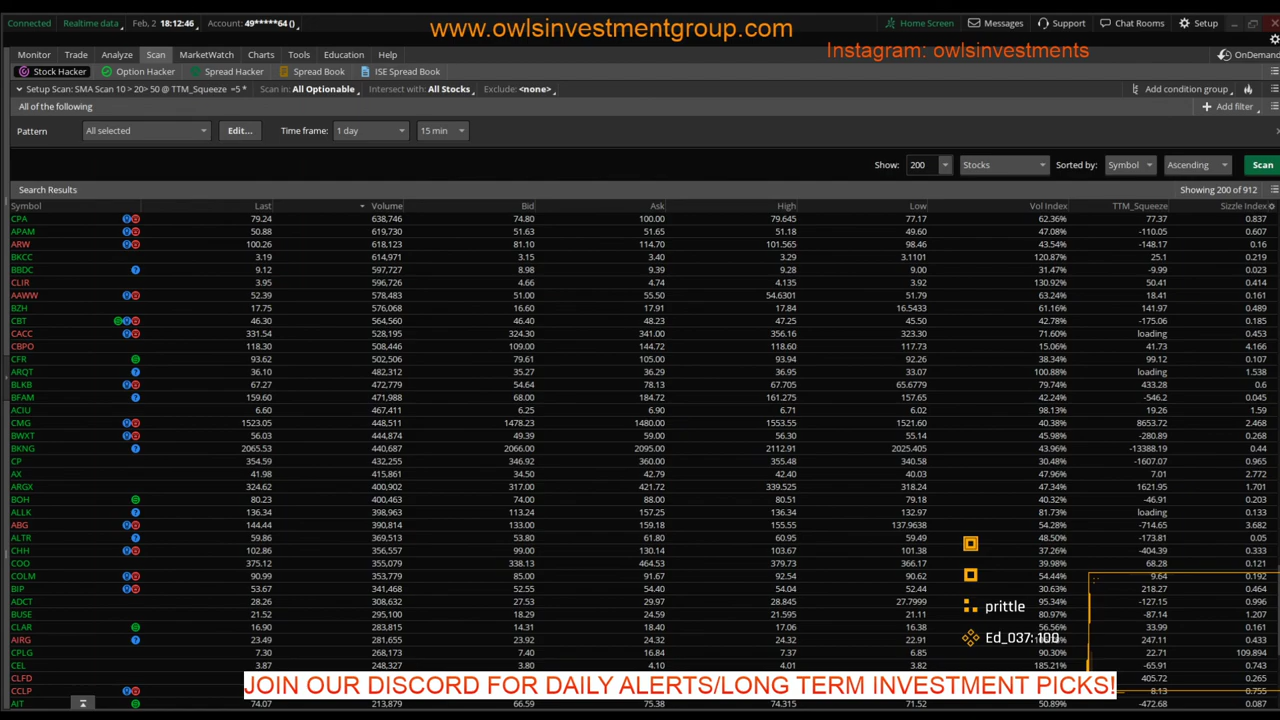 Connected Realtime data Feb, 2 18:12:46 Account: 49*****64 () www.owlsinvestmentgroup.com Home Screen Messages Support Chat Rooms Setup
Monitor Trade Analyze Scan MarketWatch Charts Tools Education Help Instagram: owlsinvestments OnDemand
Stock Hacker Option Hacker Spread Hacker Spread Book ISE Spread Book
Setup Scan: SMA Scan 10 > 20> 50 @ TTM_Squeeze =5 * Scan in: All Optionable Intersect with: All Stocks Exclude: <none> Add condition group
All of the following Add filter
Pattern All selected Edit... Time frame: 1 day 15 min
Show: 200 Stocks Sorted by: Symbol Ascending Scan
Search Results Showing 200 of 912
Symbol Last Volume Bid Ask High Low Vol Index TTM_Squeeze Sizzle Index
CPA 79.24 638,746 74.80 100.00 79.645 77.17 62.36% 77.37 0.837
APAM 50.88 619,730 51.63 51.65 51.18 49.60 47.08% -110.05 0.607
ARW 100.26 618,123 81.10 114.70 101.565 98.46 43.54% -148.17 0.16
BKCC 3.19 614,971 3.15 3.40 3.29 3.1101 120.87% 25.1 0.219
BBDC 9.12 597,727 8.98 9.39 9.28 9.00 31.47% -9.99 0.023
CLIR 3.95 596,726 4.66 4.74 4.135 3.92 130.92% 50.41 0.414
AAWW 52.39 578,483 51.00 55.50 54.6301 51.79 63.24% 18.41 0.161
BZH 17.75 576,068 16.60 17.91 17.84 16.5433 61.16% 141.97 0.489
CBT 46.30 564,560 46.40 48.23 47.25 45.50 42.78% -175.06 0.185
CACC 331.54 528,195 324.30 341.00 356.16 323.30 71.60% loading 0.453
CBPO 118.30 508,446 109.00 144.72 118.60 117.73 15.06% 41.73 4.166
CFR 93.62 502,506 79.61 105.00 93.94 92.26 38.34% 99.12 0.107
ARQT 36.10 482,312 35.27 36.29 36.95 33.07 100.88% loading 1.538
BLKB 67.27 472,779 54.64 78.13 67.705 65.6779 79.74% 433.28 0.6
BFAM 159.60 471,988 68.00 184.72 161.365 157.65 42.24% -546.2 0.045
ACIU 6.60 467,411 6.25 6.90 6.71 6.02 98.13% 19.26 1.59
CMG 1523.05 448,511 1478.23 1480.00 1553.55 1521.60 40.35% 8653.72 2.468
BWXT 56.03 444,874 49.39 59.00 56.30 55.14 45.98% -280.89 0.268
BKNG 2065.53 440,687 2066.00 2095.00 2112.91 2025.405 43.96% -13388.19 0.44
CP 354.59 432,255 346.92 360.00 355.48 340.58 30.48% -1607.07 0.965
AX 41.98 415,861 34.50 42.79 42.40 40.03 47.96% 7.01 2.772
ARGX 324.62 400,902 317.00 421.72 339.525 318.24 47.34% 1621.95 1.701
BOH 80.23 400,463 74.00 88.00 80.51 79.18 40.32% -46.91 0.203
ALLK 136.34 398,963 113.24 157.25 136.34 132.97 81.73% loading 0.133
ABG 144.44 390,814 133.00 159.18 155.55 137.9638 54.28% -714.65 3.682
ALTR 59.86 369,513 53.80 61.80 60.95 59.49 48.50% -173.81 0.05
CHH 102.86 356,557 99.00 130.14 103.67 101.38 37.26% -404.39 0.333
COO 375.12 355,079 338.13 464.53 379.73 366.17 39.98% 68.28 0.121
COLM 90.99 353,524 85.00 91.67 92.54 90.62 54.44% 9.64 0.192
BIP 53.67 341,468 52.55 54.40 54.04 52.44 30.63% 218.27 0.464
ADCT 28.26 308,632 27.53 29.97 28.845 27.7999 95.34% -127.15 0.996
BUSE 21.52 295,100 18.29 24.59 21.54 21.11 80.97% -87.14 1.207
prittle
CLAR 16.90 283,815 14.31 18.40 17.06 16.38 56.56% 33.99 0.161
AIRG 23.49 281,655 23.92 24.32 24.32 22.91 247.11 0.433
Ed_037: 100
CPLG 7.30 268,173 7.40 16.84 7.37 6.85 90.30% 22.71 109.894
CEL 3.87 248,327 3.80 4.10 4.01 3.82 185.21% -65.91 0.743
CLFD 405.72 0.265
JOIN OUR DISCORD FOR DAILY ALERTS/LONG TERM INVESTMENT PICKS!
CCLP 8.13 0.755
AIT 74.07 213,879 66.59 75.38 74.315 71.52 50.89% -472.68 0.087